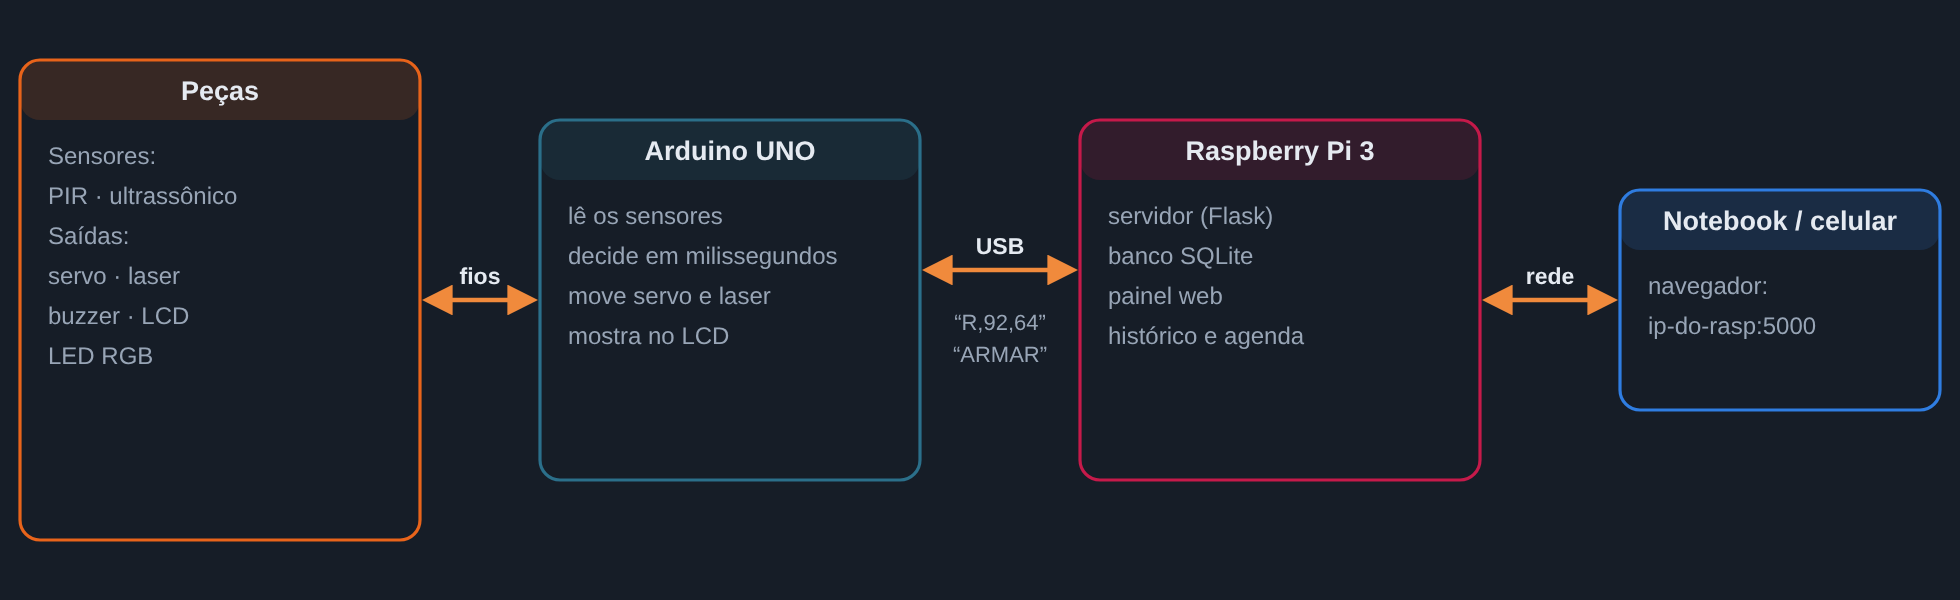 Peças
Sensores:
PIR · ultrassônico
Saídas:
servo · laser
buzzer · LCD
LED RGB
fios
Arduino UNO
lê os sensores
decide em milissegundos
move servo e laser
mostra no LCD
USB
“R,92,64”
“ARMAR”
Raspberry Pi 3
servidor (Flask)
banco SQLite
painel web
histórico e agenda
rede
Notebook / celular
navegador:
ip-do-rasp:5000